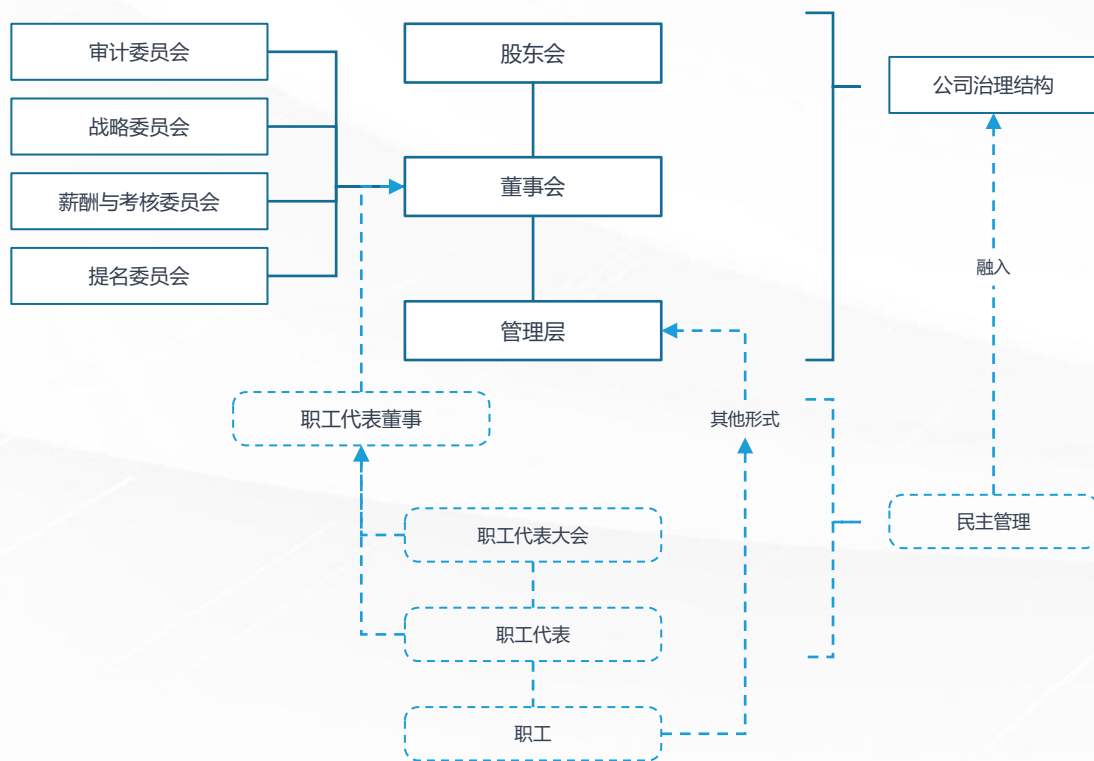 审计委员会
战略委员会
薪酬与考核委员会
提名委员会
股东会
董事会
管理层
公司治理结构
融入
职工代表董事
其他形式
职工代表大会
职工代表
职工
民主管理